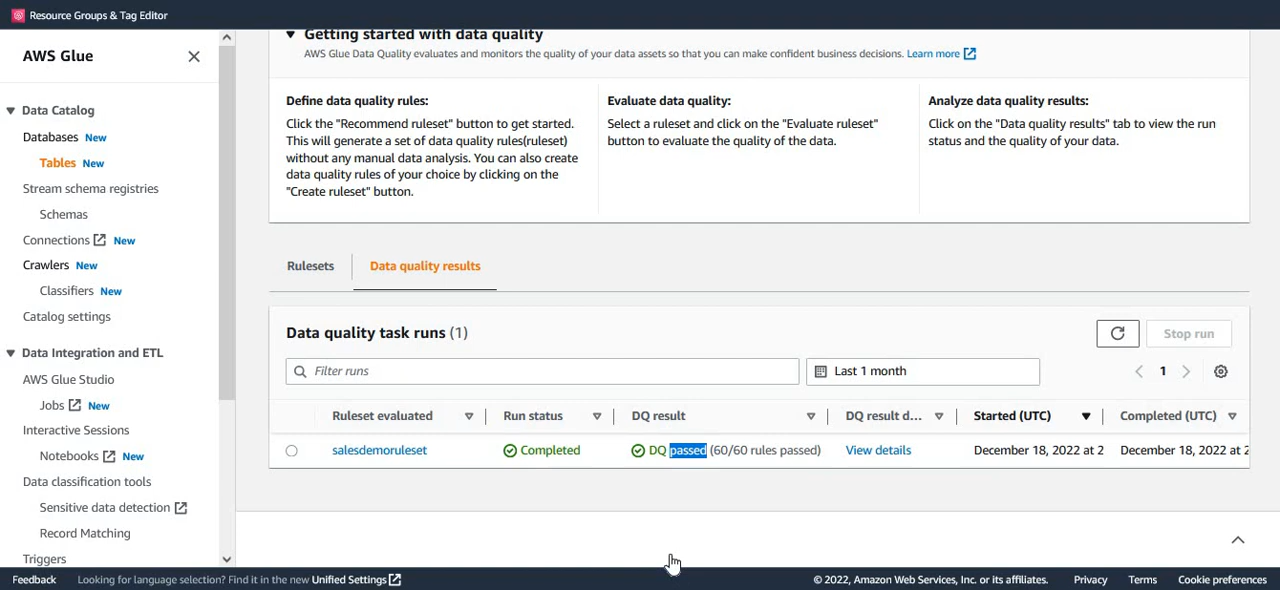 Resource Groups & Tag Editor
AWS Glue
Data Catalog
Databases New
Tables New
Stream schema registries
Schemas
Connections New
Crawlers New
Classifiers New
Catalog settings
Data Integration and ETL
AWS Glue Studio
Jobs New
Interactive Sessions
Notebooks New
Data classification tools
Sensitive data detection
Record Matching
Triggers
Getting started with data quality
AWS Glue Data Quality evaluates and monitors the quality of your data assets so that you can make confident business decisions. Learn more
Define data quality rules:
Click the "Recommend ruleset" button to get started.
This will generate a set of data quality rules(ruleset)
without any manual data analysis. You can also create
data quality rules of your choice by clicking on the
"Create ruleset" button.
Evaluate data quality:
Select a ruleset and click on the "Evaluate ruleset"
button to evaluate the quality of the data.
Analyze data quality results:
Click on the "Data quality results" tab to view the run
status and the quality of your data.
Rulesets
Data quality results
Data quality task runs (1)
Stop run
Filter runs
Last 1 month
1
Ruleset evaluated Run status DQ result DQ result d... Started (UTC) Completed (UTC)
salesdemoruleset Completed DQ passed (60/60 rules passed) View details December 18, 2022 at 2 December 18, 2022 at 2
Feedback Looking for language selection? Find it in the new Unified Settings © 2022, Amazon Web Services, Inc. or its affiliates. Privacy Terms Cookie preferences